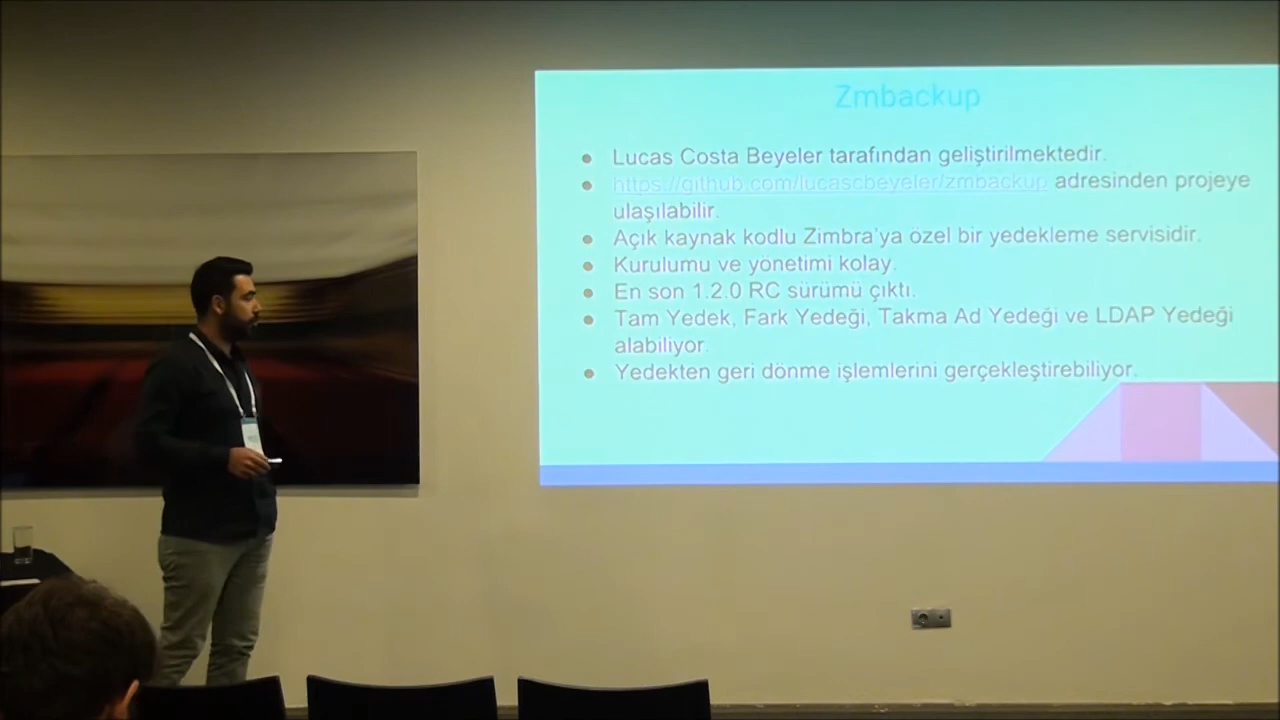 Zmbackup
Lucas Costa Beyeler tarafından geliştirilmektedir.
https://github.com/lucascbeyeler/zmbackup adresinden projeye
ulaşılabilir.
Açık kaynak kodlu Zimbra'ya özel bir yedekleme servisidir.
Kurulumu ve yönetimi kolay.
En son 1.2.0 RC sürümü çıktı.
Tam Yedek, Fark Yedeği, Takma Ad Yedeği ve LDAP Yedeği
alabiliyor.
Yedekten geri dönme işlemlerini gerçekleştirebiliyor.